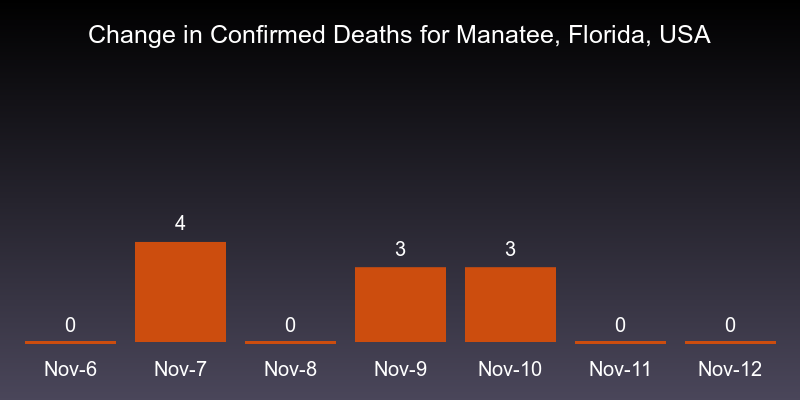 Change in Confirmed Deaths for Manatee, Florida, USA
4
3 3
0 0 0 0
Nov-6 Nov-7 Nov-8 Nov-9 Nov-10 Nov-11 Nov-12